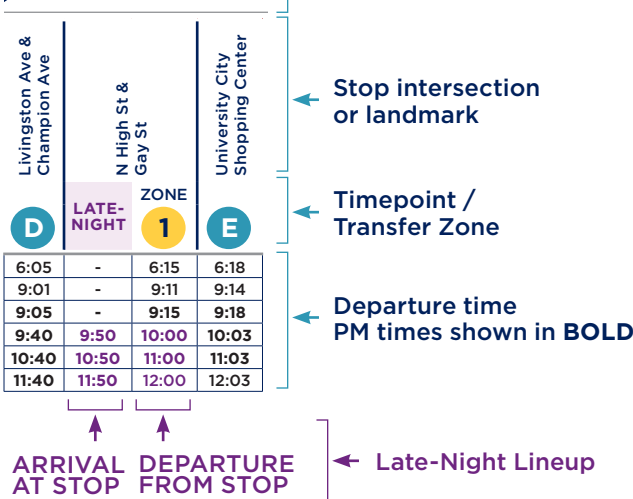 Livingston Ave &
Champion Ave
N High St &
Gay St
University City
Shopping Center
Stop intersection
or landmark
D
LATE-
NIGHT
ZONE
1
E
Timepoint /
Transfer Zone
6:05 - 6:15 6:18
9:01 - 9:11 9:14
9:05 - 9:15 9:18
9:40 9:50 10:00 10:03
10:40 10:50 11:00 11:03
11:40 11:50 12:00 12:03
Departure time
PM times shown in BOLD
ARRIVAL
AT STOP
DEPARTURE
FROM STOP
Late-Night Lineup